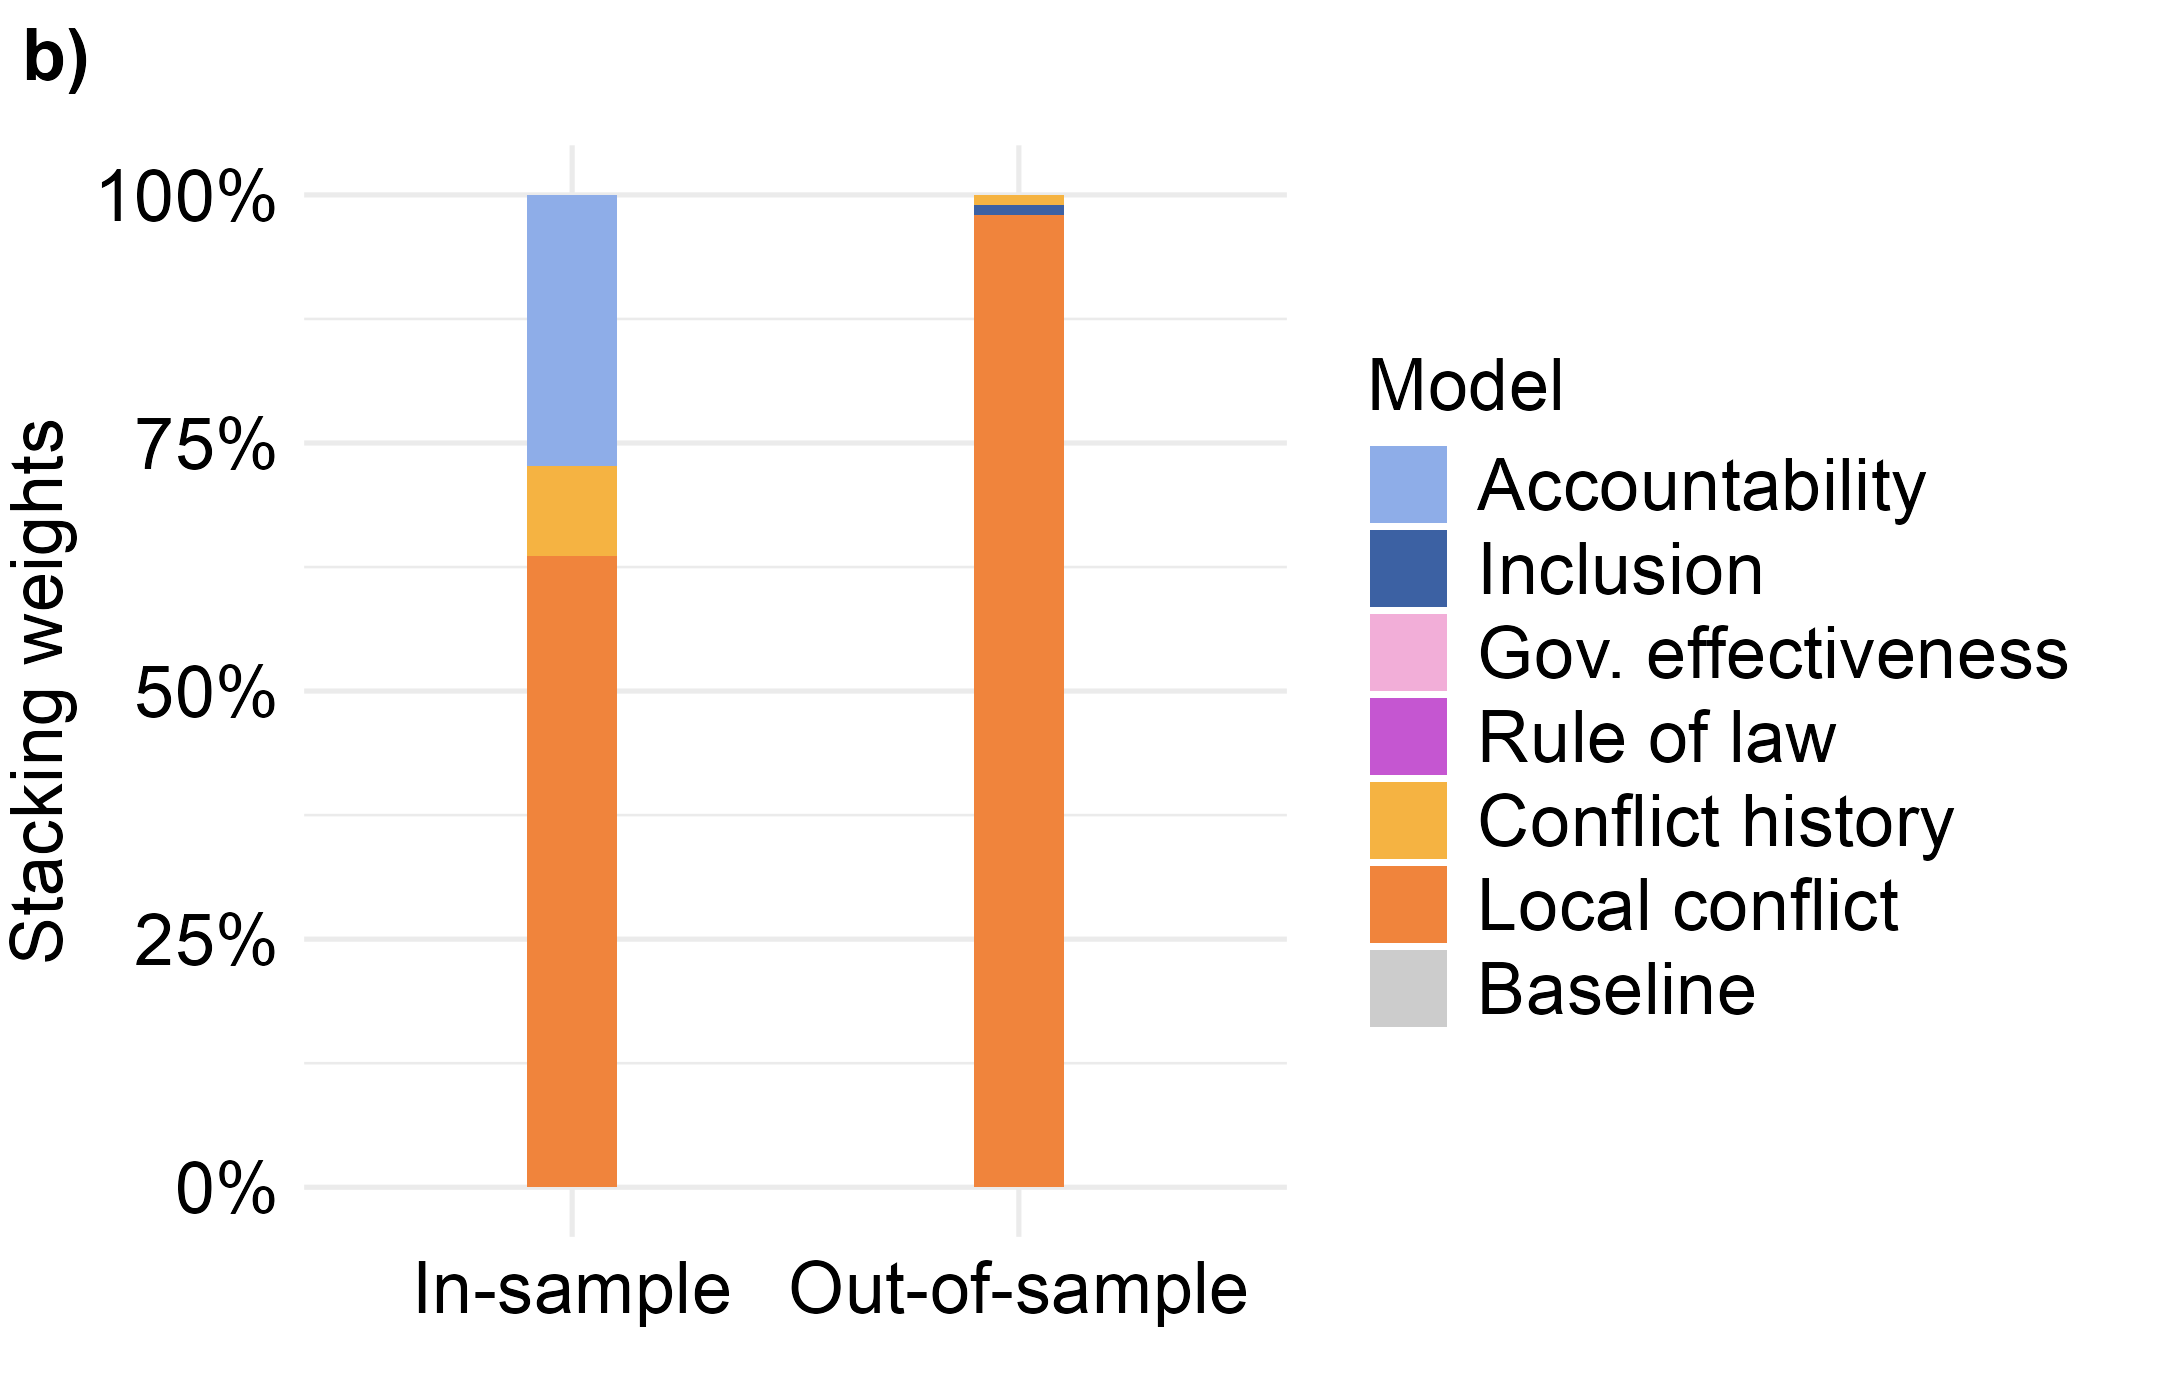 b)
Stacking weights
100%
75%
50%
25%
0%
In-sample
Out-of-sample
Model
Accountability
Inclusion
Gov. effectiveness
Rule of law
Conflict history
Local conflict
Baseline